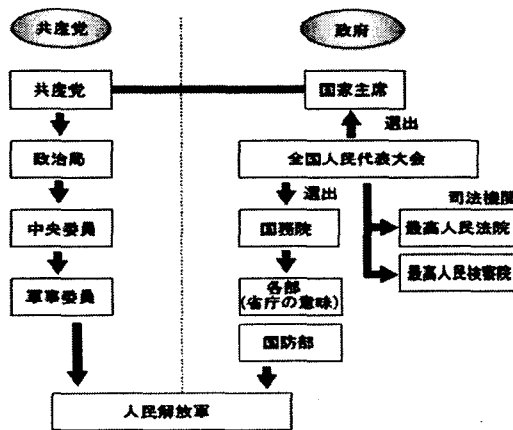 共産党
政府
共産党
国家主席
選出
政治局
全国人民代表大会
選出
司法機関
中央委員
国務院
最高人民法院
軍事委員
各部
(省庁の意味)
最高人民検察院
国防部
人民解放軍